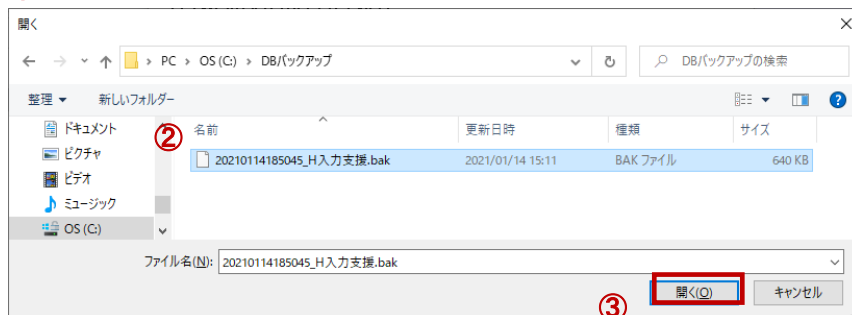 開く
PC › OS (C:) › DBバックアップ
DBバックアップの検索
整理 新しいフォルダー
ドキュメント
ピクチャ
ビデオ
ミュージック
OS (C:)
②
名前 更新日時 種類 サイズ
20210114185045_H入力支援.bak 2021/01/14 15:11 BAK ファイル 640 KB
ファイル名(N): 20210114185045_H入力支援.bak
開く(O) キャンセル
③